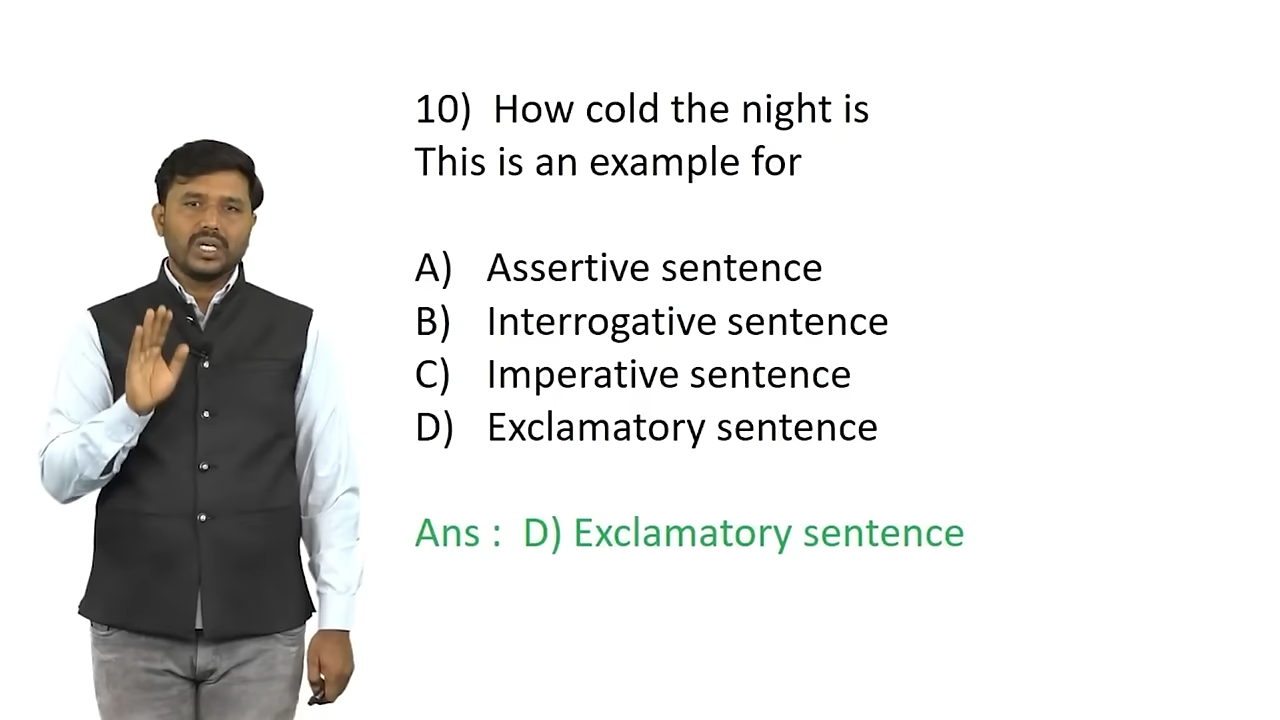 10) How cold the night is
This is an example for
A) Assertive sentence
B) Interrogative sentence
C) Imperative sentence
D) Exclamatory sentence
Ans : D) Exclamatory sentence